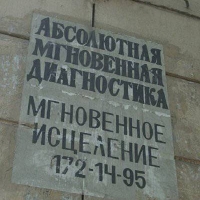 АБСОЛЮТНАЯ
МГНОВЕННАЯ
ДИАГНОСТИКА
МГНОВЕННОЕ
ИСЦЕЛЕНИЕ
172-14-95